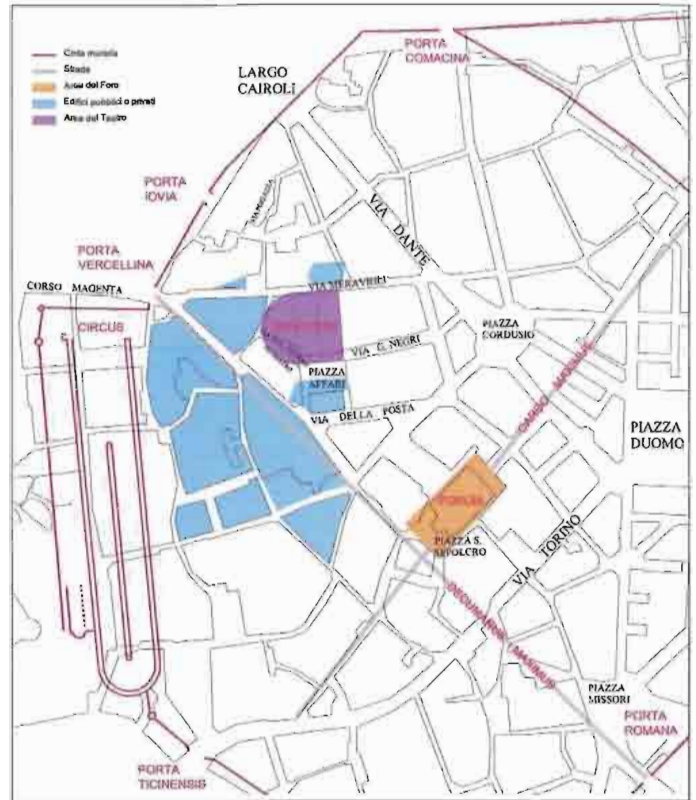 Cinta muraria
Strade
Area del Foro
Edifici pubblici o privati
Area del Teatro
PORTA
COMACINA
LARGO
CAIROLI
PORTA
IOVIA
VIA DANTE
PORTA
VERCELLINA
CORSO MAGENTA
CIRCUS
VIA MERAVIGLI
VIA G. NEGRI
PIAZZA
CORDUSIO
PIAZZA
AFFARI
VIA DELLA POSTA
CARDO MAXIMUS
PIAZZA
DUOMO
FORUM
PIAZZA S.
SEPOLCRO
VIA TORINO
DECUMANUS MAXIMUS
PIAZZA
MISSORI
PORTA
ROMANA
PORTA
TICINENSIS